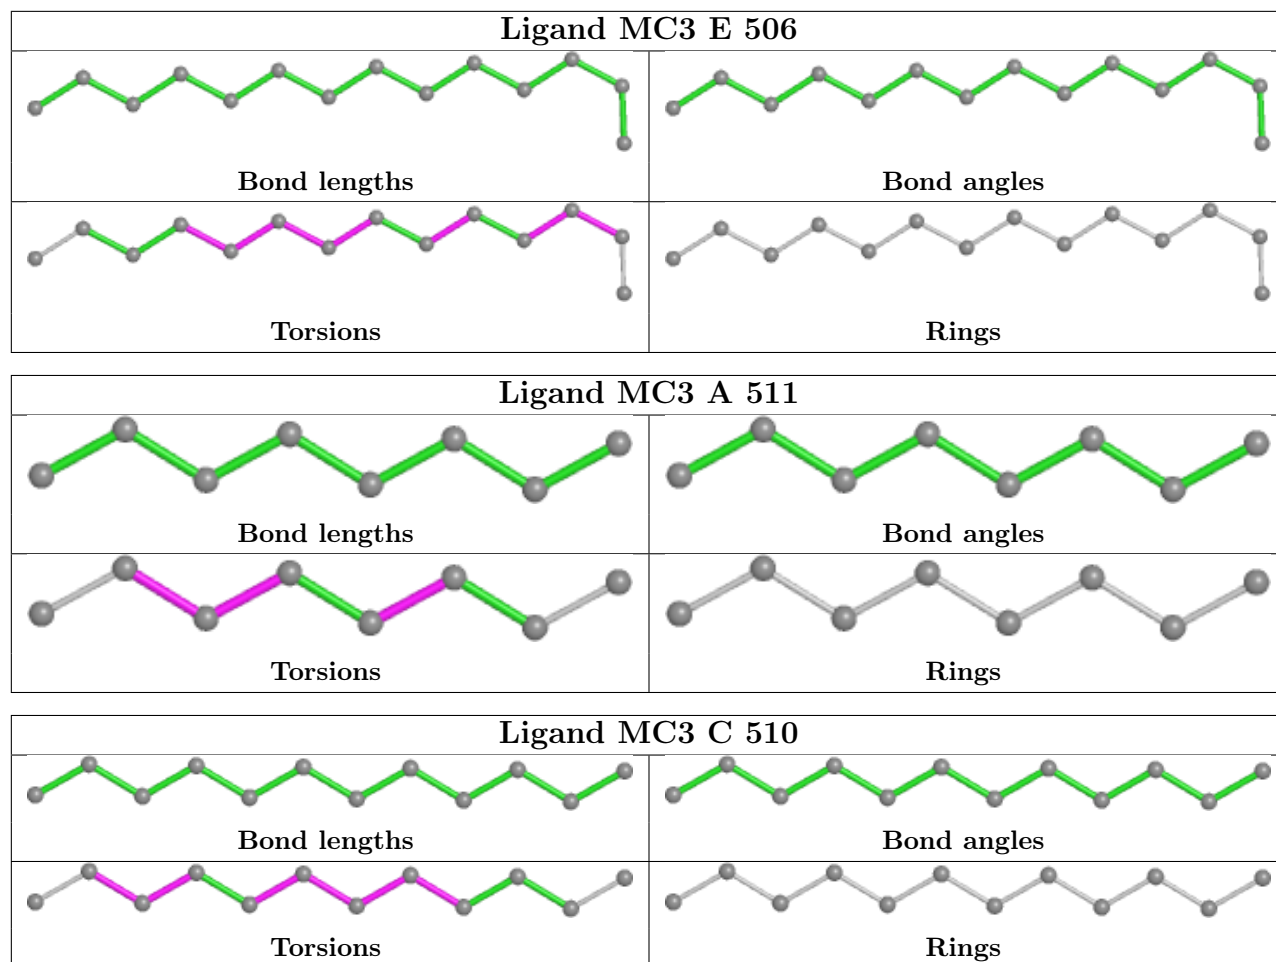 Ligand MC3 E 506
Bond lengths
Bond angles
Torsions
Rings
Ligand MC3 A 511
Bond lengths
Bond angles
Torsions
Rings
Ligand MC3 C 510
Bond lengths
Bond angles
Torsions
Rings